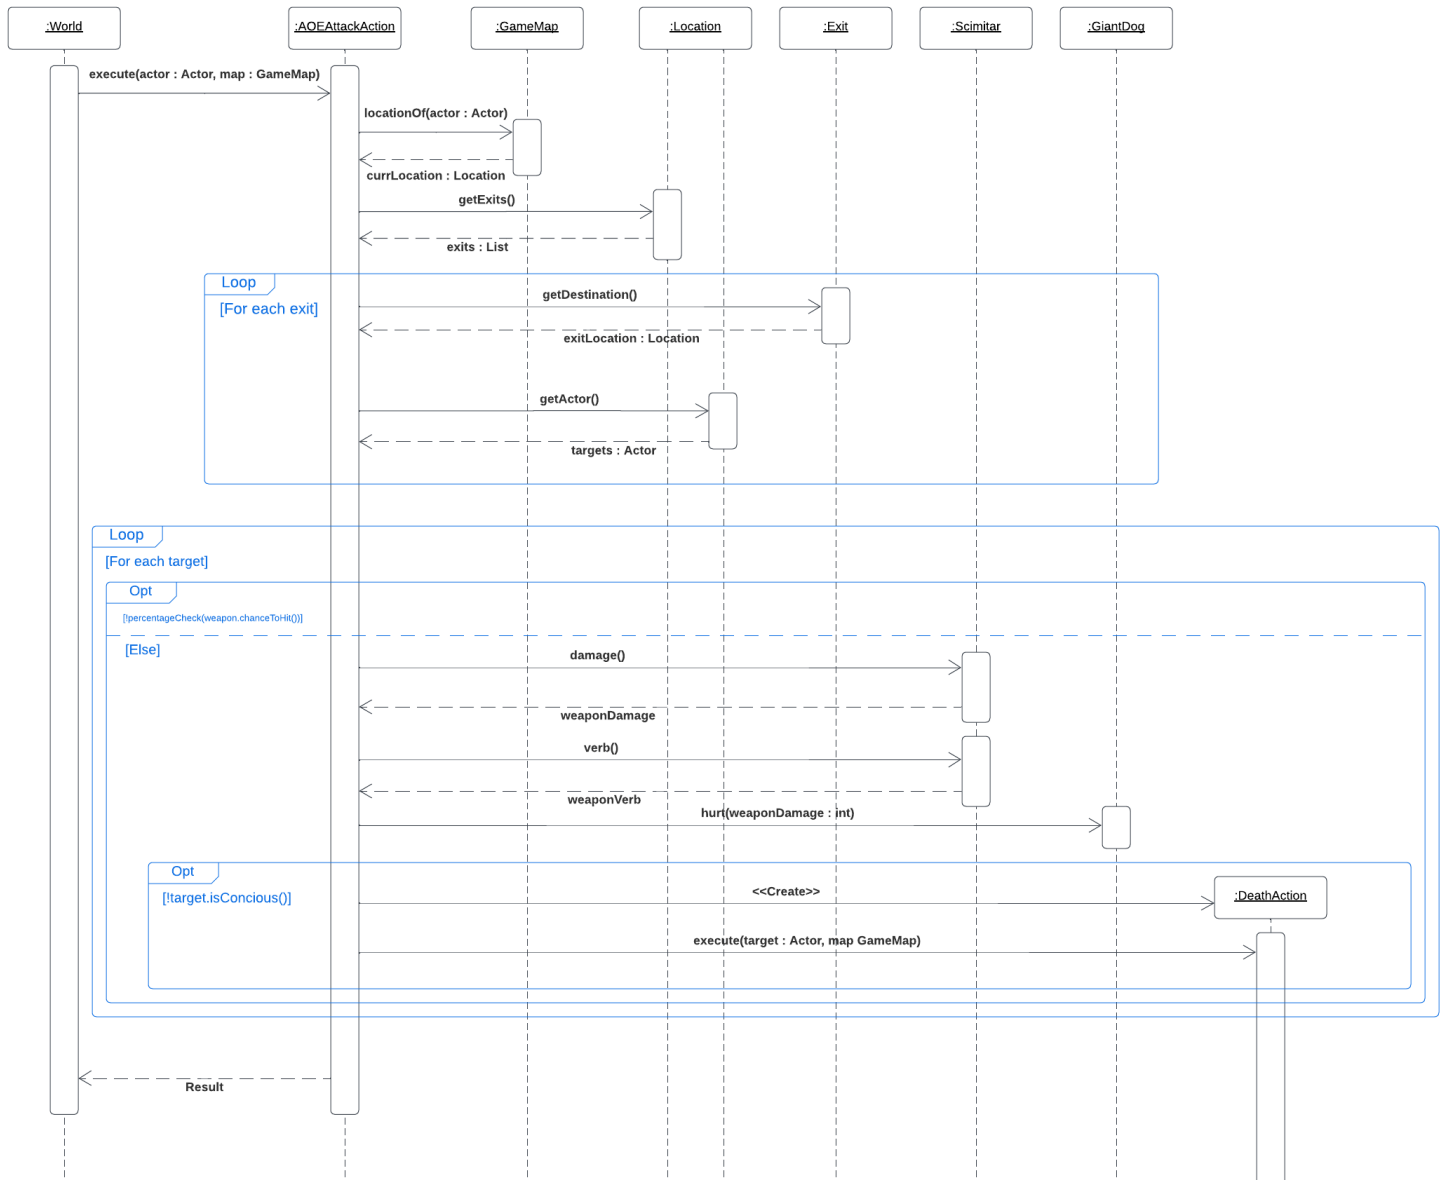 :World
:AOEAttackAction
:GameMap
:Location
:Exit
:Scimitar
:GiantDog
execute(actor : Actor, map : GameMap)
locationOf(actor : Actor)
currLocation : Location
getExits()
exits : List
Loop
[For each exit]
getDestination()
exitLocation : Location
getActor()
targets : Actor
Loop
[For each target]
Opt
[!percentageCheck(weapon.chanceToHit())]
[Else]
damage()
weaponDamage
verb()
weaponVerb
hurt(weaponDamage : int)
Opt
[!target.isConcious()]
<<Create>>
:DeathAction
execute(target : Actor, map GameMap)
Result